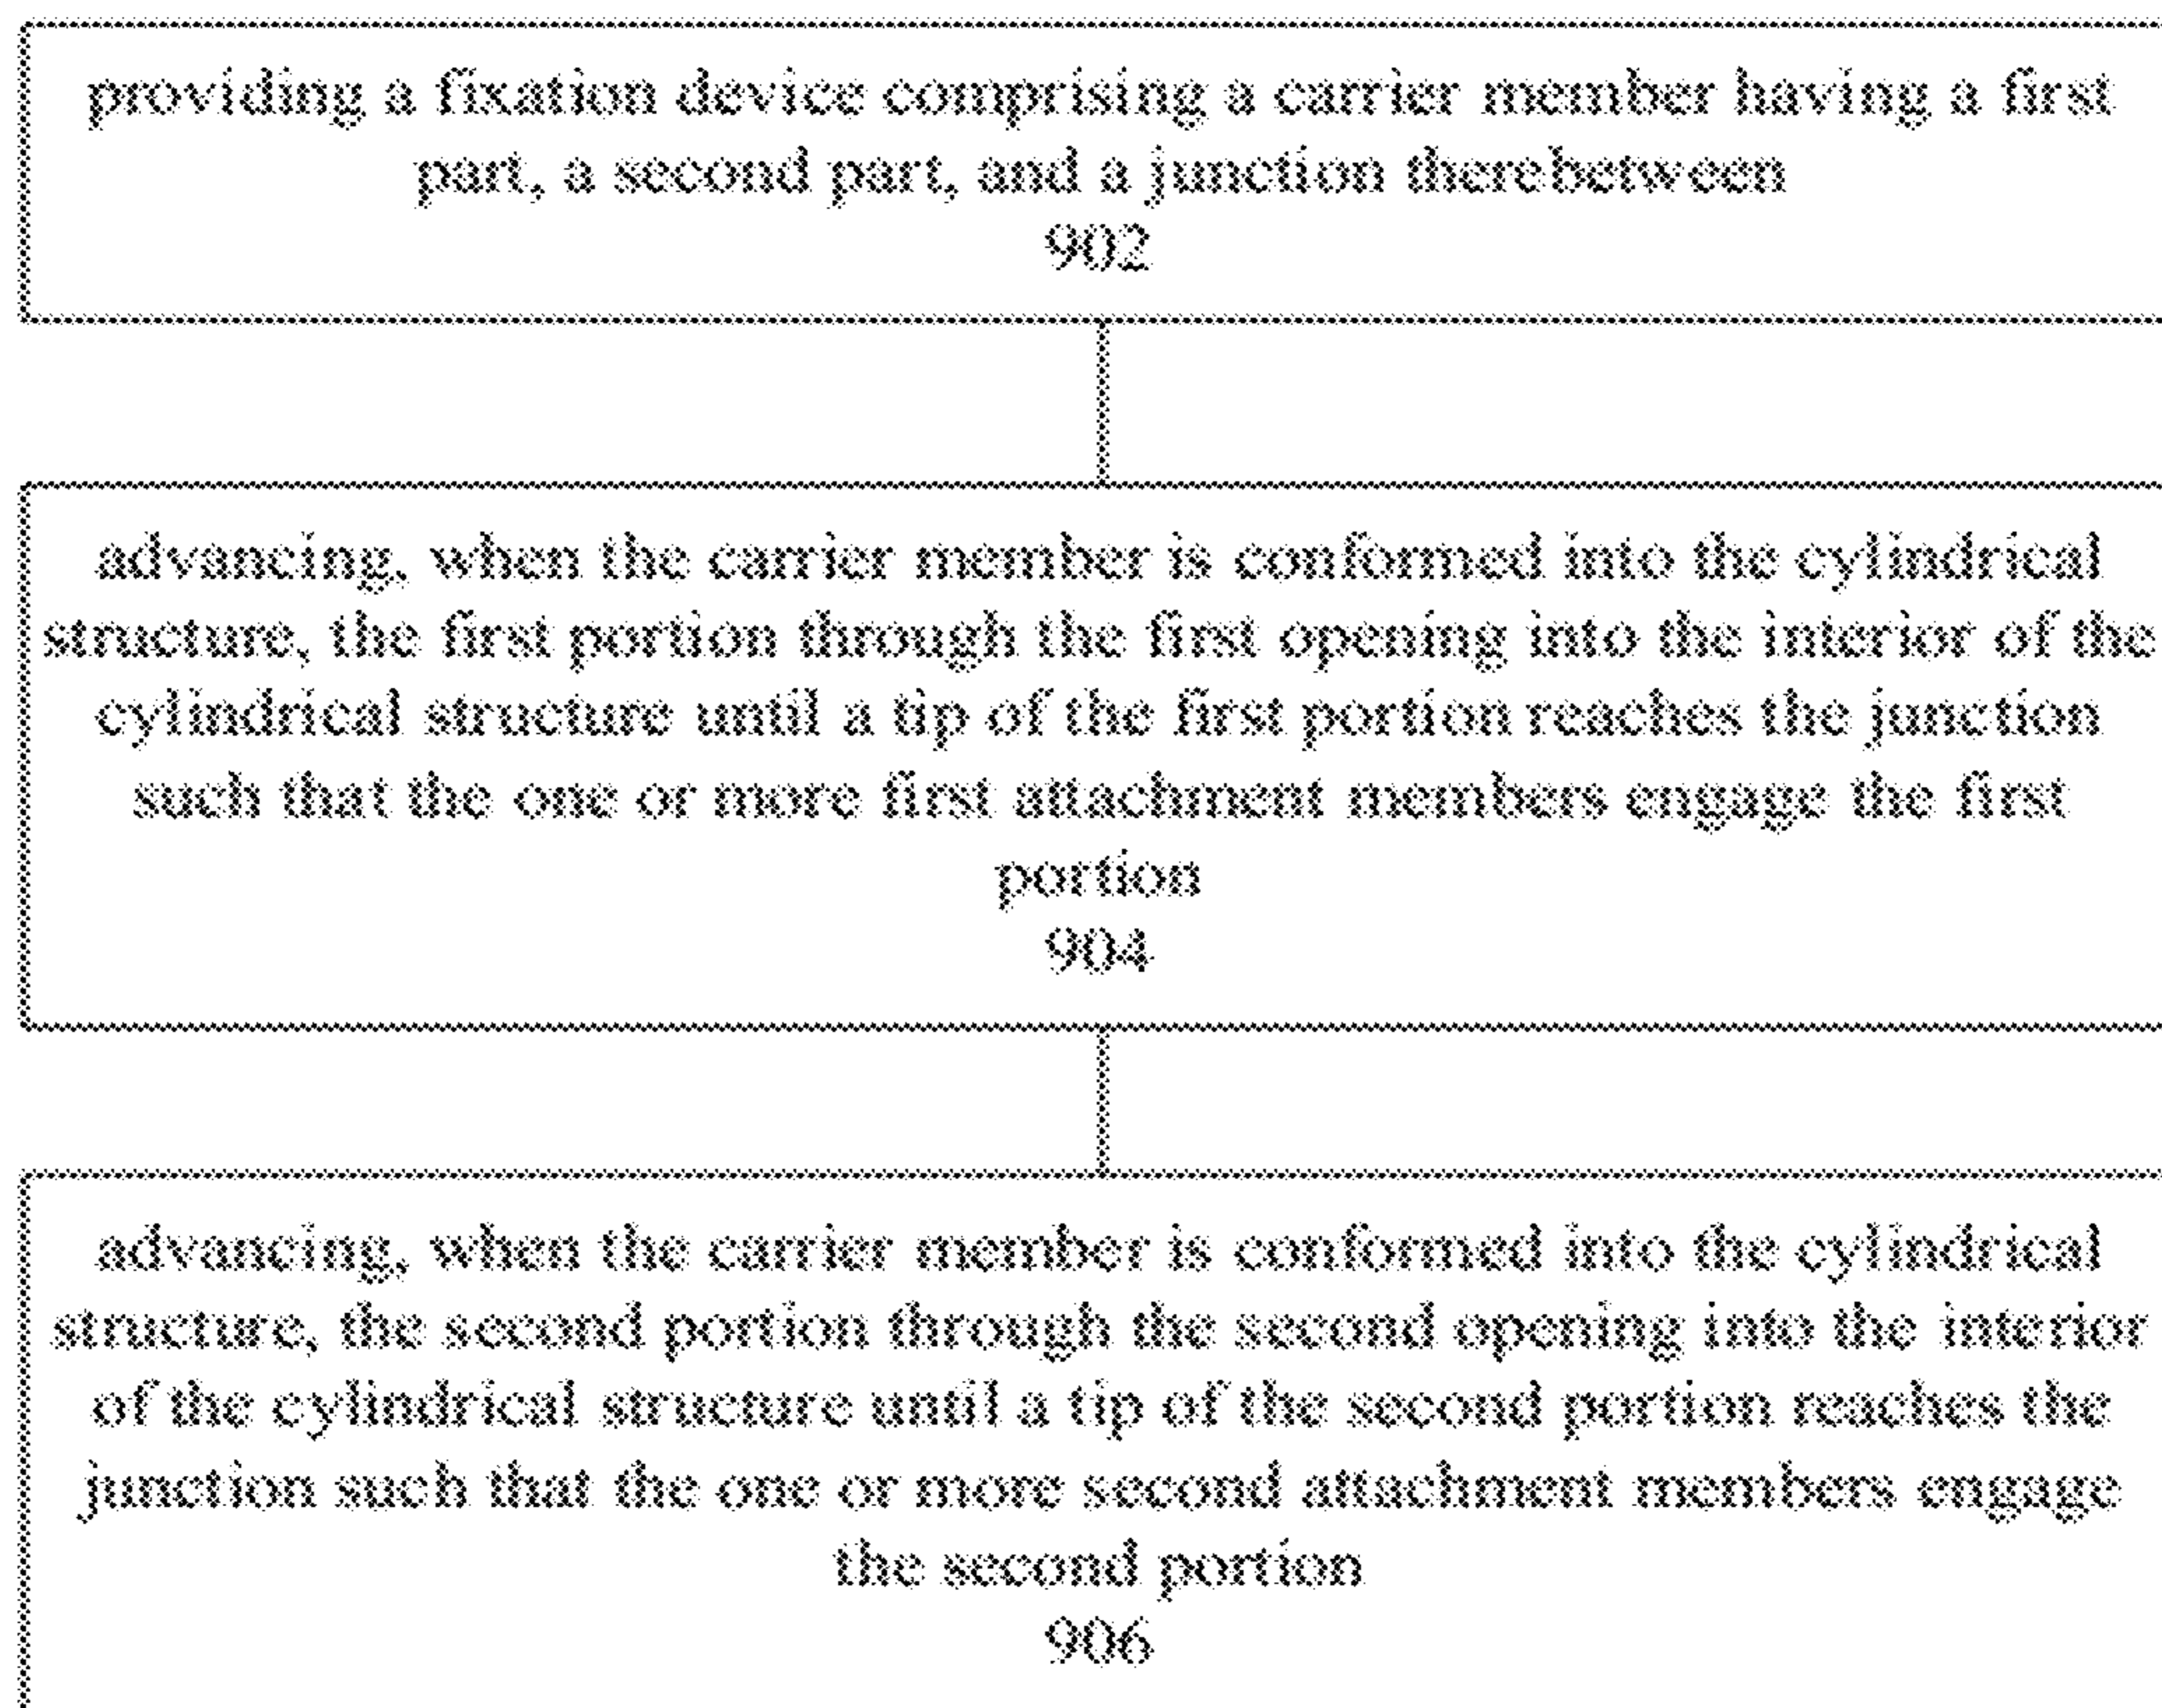 providing a fixation device comprising a carrier member having a first
part, a second part, and a junction therebetween
902
advancing, when the carrier member is conformed into the cylindrical
structure, the first portion through the first opening into the interior of the
cylindrical structure until a tip of the first portion reaches the junction
such that the one or more first attachment members engage the first
portion
904
advancing, when the carrier member is conformed into the cylindrical
structure, the second portion through the second opening into the interior
of the cylindrical structure until a tip of the second portion reaches the
junction such that the one or more second attachment members engage
the second portion
906